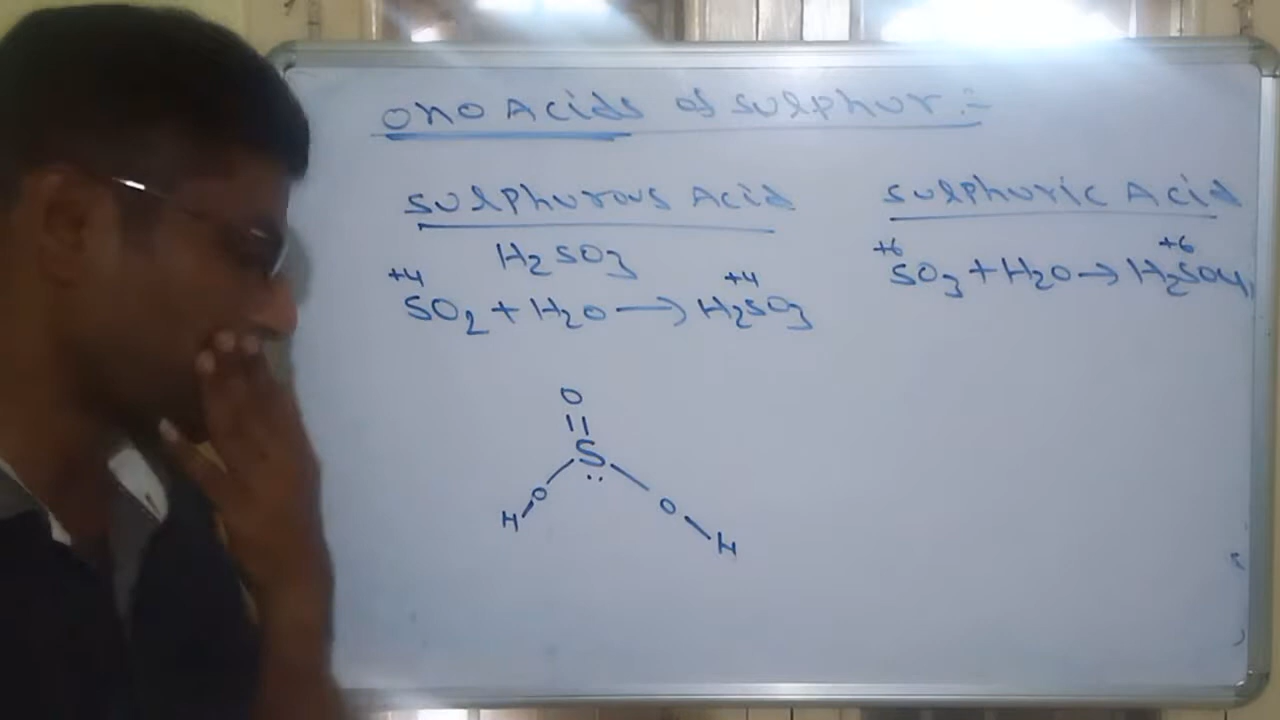 oxo Acids of sulphur :-
sulphurous Acid
H2SO3
+4 +4
SO2 + H2O → H2SO3
O
||
S
..
O O
H H
sulphuric Acid
+6 +6
SO3 + H2O → H2SO4